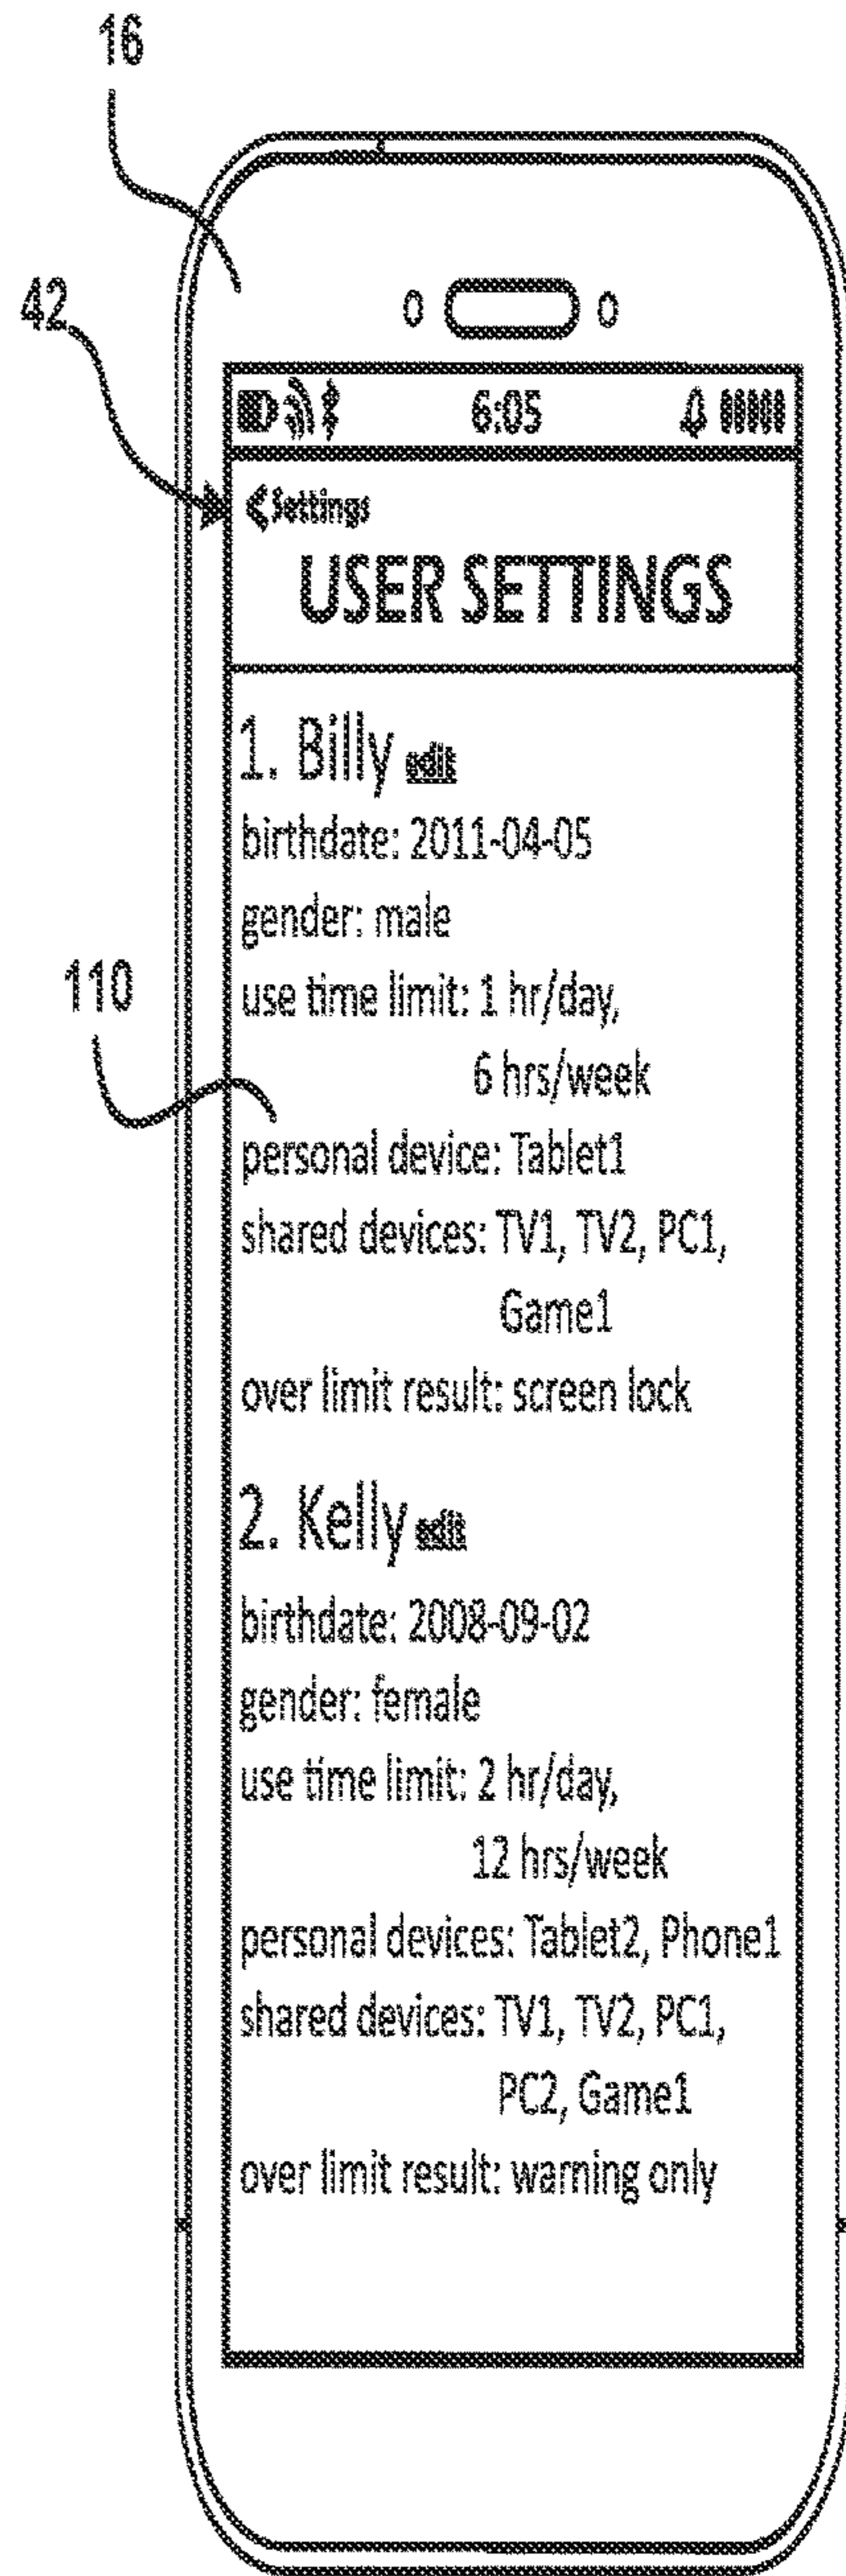 16
42
6:05
Settings
USER SETTINGS
1. Billy edit
birthdate: 2011-04-05
gender: male
use time limit: 1 hr/day,
6 hrs/week
110
personal device: Tablet1
shared devices: TV1, TV2, PC1,
Game1
over limit result: screen lock
2. Kelly edit
birthdate: 2008-09-02
gender: female
use time limit: 2 hr/day,
12 hrs/week
personal devices: Tablet2, Phone1
shared devices: TV1, TV2, PC1,
PC2, Game1
over limit result: warning only